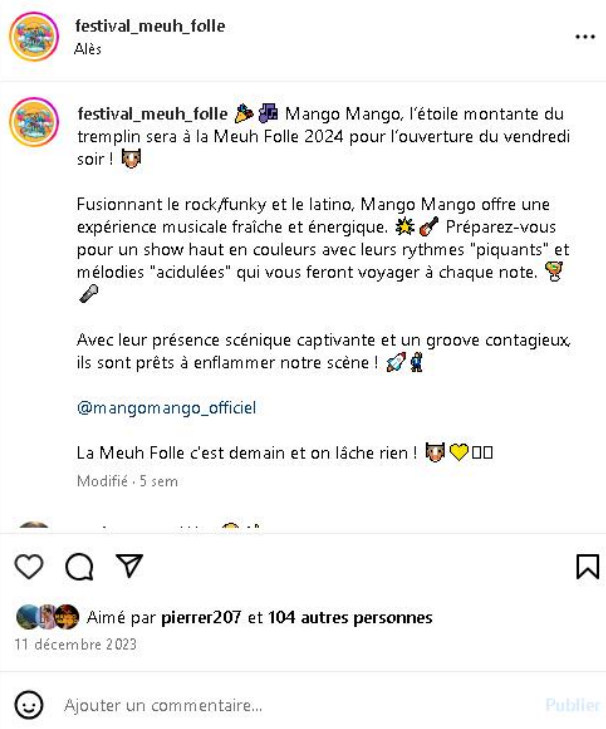 festival_meuh_folle
Alès
festival_meuh_folle 🎉🎭 Mango Mango, l’étoile montante du
tremplin sera à la Meuh Folle 2024 pour l’ouverture du vendredi
soir ! 🐮
Fusionnant le rock/funky et le latino, Mango Mango offre une
expérience musicale fraîche et énergique. 🌟🎸 Préparez-vous
pour un show haut en couleurs avec leurs rythmes "piquants" et
mélodies "acidulées" qui vous feront voyager à chaque note. 🍹
🎤
Avec leur présence scénique captivante et un groove contagieux,
ils sont prêts à enflammer notre scène ! 🚀🕺
@mangomango_officiel
La Meuh Folle c'est demain et on lâche rien ! 🐮💛
Modifié · 5 sem
Aimé par pierrer207 et 104 autres personnes
11 décembre 2023
Ajouter un commentaire...
Publier